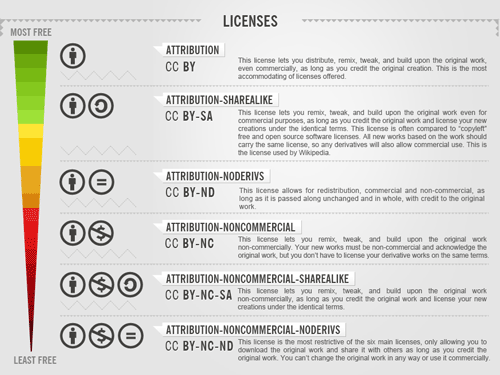 LICENSES
MOST FREE
ATTRIBUTION
CC BY
This license lets you distribute, remix, tweak, and build upon the original work,
even commercially, as long as you credit the original creation. This is the most
accommodating of licenses offered.
ATTRIBUTION-SHAREALIKE
CC BY-SA
This license lets you remix, tweak, and build upon the original work even for
commercial purposes, as long as you credit the original work and license your new
creations under the identical terms. This license is often compared to "copyleft"
free and open source software licenses. All new works based on the work should
carry the same license, so any derivatives will also allow commercial use. This is
the license used by Wikipedia.
ATTRIBUTION-NODERIVS
CC BY-ND
This license allows for redistribution, commercial and non-commercial, as
long as it is passed along unchanged and in whole, with credit to the original
work.
ATTRIBUTION-NONCOMMERCIAL
CC BY-NC
This license lets you remix, tweak, and build upon the original work
non-commercially. Your new works must be non-commercial and acknowledge the
original work, but you don't have to license your derivative works on the same terms.
ATTRIBUTION-NONCOMMERCIAL-SHAREALIKE
CC BY-NC-SA
This license lets you remix, tweak, and build upon the original work
non-commercially, as long as you credit the original work and license your new
creations under the identical terms.
ATTRIBUTION-NONCOMMERCIAL-NODERIVS
CC BY-NC-ND
This license is the most restrictive of the six main licenses, only allowing you to
download the original work and share it with others as long as you credit the
original work. You can't change the original work in any way or use it commercially.
LEAST FREE